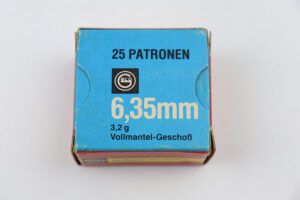 25 PATRONEN
6,35mm
3,2 g
Vollmantel-Geschoß